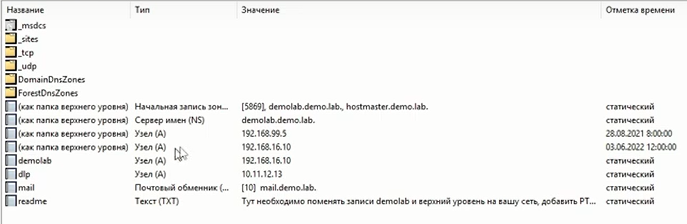 Название Тип Значение Отметка времени
_msdcs
_sites
_tcp
_udp
DomainDnsZones
ForestDnsZones
(как папка верхнего уровня) Начальная запись зон... [5869], demolab.demo.lab., hostmaster.demo.lab. статический
(как папка верхнего уровня) Сервер имен (NS) demolab.demo.lab. статический
(как папка верхнего уровня) Узел (A) 192.168.99.5 28.08.2021 8:00:00
(как папка верхнего уровня) Узел (A) 192.168.16.10 03.06.2022 12:00:00
demolab Узел (A) 192.168.16.10 статический
dlp Узел (A) 10.11.12.13 статический
mail Почтовый обменник (... [10] mail.demo.lab. статический
readme Текст (TXT) Тут необходимо поменять записи demolab и верхний уровень на вашу сеть, добавить PT... статический